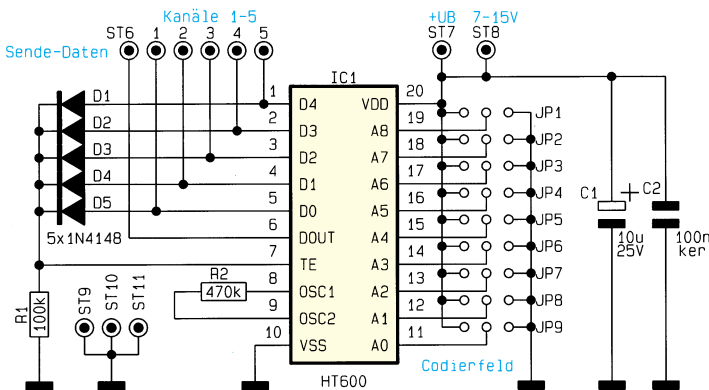 Kanäle 1-5
+UB 7-15V
ST6 1 2 3 4 5
ST7 ST8
Sende-Daten
IC1
D1 1 D4 VDD 20
D2 2 D3 A8 19 JP1
D3 3 D2 A7 18 JP2
D4 4 D1 A6 17 JP3
D5 5 D0 A5 16 JP4
5x1N4148
6 DOUT A4 15 JP5
7 TE A3 14 JP6
R2 470k
8 OSC1 A2 13 JP7
9 OSC2 A1 12 JP8
10 VSS A0 11 JP9
C1 + 10u 25V
C2 100n ker
R1 100k
ST9 ST10 ST11
Codierfeld
HT600